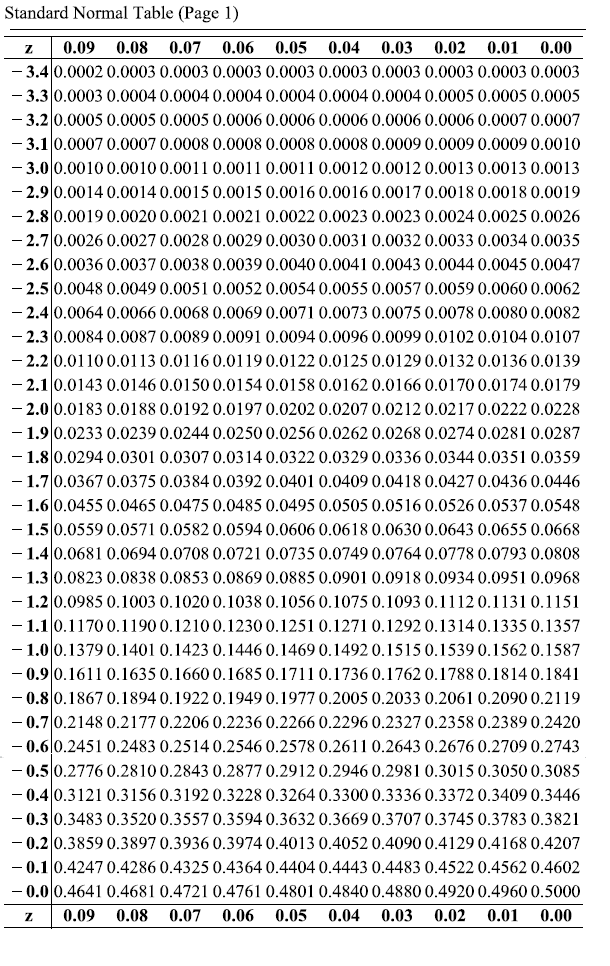 Standard Normal Table (Page 1)
z 0.09 0.08 0.07 0.06 0.05 0.04 0.03 0.02 0.01 0.00
− 3.4 0.0002 0.0003 0.0003 0.0003 0.0003 0.0003 0.0003 0.0003 0.0003 0.0003
− 3.3 0.0003 0.0004 0.0004 0.0004 0.0004 0.0004 0.0004 0.0005 0.0005 0.0005
− 3.2 0.0005 0.0005 0.0005 0.0006 0.0006 0.0006 0.0006 0.0006 0.0007 0.0007
− 3.1 0.0007 0.0007 0.0008 0.0008 0.0008 0.0008 0.0009 0.0009 0.0009 0.0010
− 3.0 0.0010 0.0010 0.0011 0.0011 0.0011 0.0012 0.0012 0.0013 0.0013 0.0013
− 2.9 0.0014 0.0014 0.0015 0.0015 0.0016 0.0016 0.0017 0.0018 0.0018 0.0019
− 2.8 0.0019 0.0020 0.0021 0.0021 0.0022 0.0023 0.0023 0.0024 0.0025 0.0026
− 2.7 0.0026 0.0027 0.0028 0.0029 0.0030 0.0031 0.0032 0.0033 0.0034 0.0035
− 2.6 0.0036 0.0037 0.0038 0.0039 0.0040 0.0041 0.0043 0.0044 0.0045 0.0047
− 2.5 0.0048 0.0049 0.0051 0.0052 0.0054 0.0055 0.0057 0.0059 0.0060 0.0062
− 2.4 0.0064 0.0066 0.0068 0.0069 0.0071 0.0073 0.0075 0.0078 0.0080 0.0082
− 2.3 0.0084 0.0087 0.0089 0.0091 0.0094 0.0096 0.0099 0.0102 0.0104 0.0107
− 2.2 0.0110 0.0113 0.0116 0.0119 0.0122 0.0125 0.0129 0.0132 0.0136 0.0139
− 2.1 0.0143 0.0146 0.0150 0.0154 0.0158 0.0162 0.0166 0.0170 0.0174 0.0179
− 2.0 0.0183 0.0188 0.0192 0.0197 0.0202 0.0207 0.0212 0.0217 0.0222 0.0228
− 1.9 0.0233 0.0239 0.0244 0.0250 0.0256 0.0262 0.0268 0.0274 0.0281 0.0287
− 1.8 0.0294 0.0301 0.0307 0.0314 0.0322 0.0329 0.0336 0.0344 0.0351 0.0359
− 1.7 0.0367 0.0375 0.0384 0.0392 0.0401 0.0409 0.0418 0.0427 0.0436 0.0446
− 1.6 0.0455 0.0465 0.0475 0.0485 0.0495 0.0505 0.0516 0.0526 0.0537 0.0548
− 1.5 0.0559 0.0571 0.0582 0.0594 0.0606 0.0618 0.0630 0.0643 0.0655 0.0668
− 1.4 0.0681 0.0694 0.0708 0.0721 0.0735 0.0749 0.0764 0.0778 0.0793 0.0808
− 1.3 0.0823 0.0838 0.0853 0.0869 0.0885 0.0901 0.0918 0.0934 0.0951 0.0968
− 1.2 0.0985 0.1003 0.1020 0.1038 0.1056 0.1075 0.1093 0.1112 0.1131 0.1151
− 1.1 0.1170 0.1190 0.1210 0.1230 0.1251 0.1271 0.1292 0.1314 0.1335 0.1357
− 1.0 0.1379 0.1401 0.1423 0.1446 0.1469 0.1492 0.1515 0.1539 0.1562 0.1587
− 0.9 0.1611 0.1635 0.1660 0.1685 0.1711 0.1736 0.1762 0.1788 0.1814 0.1841
− 0.8 0.1867 0.1894 0.1922 0.1949 0.1977 0.2005 0.2033 0.2061 0.2090 0.2119
− 0.7 0.2148 0.2177 0.2206 0.2236 0.2266 0.2296 0.2327 0.2358 0.2389 0.2420
− 0.6 0.2451 0.2483 0.2514 0.2546 0.2578 0.2611 0.2643 0.2676 0.2709 0.2743
− 0.5 0.2776 0.2810 0.2843 0.2877 0.2912 0.2946 0.2981 0.3015 0.3050 0.3085
− 0.4 0.3121 0.3156 0.3192 0.3228 0.3264 0.3300 0.3336 0.3372 0.3409 0.3446
− 0.3 0.3483 0.3520 0.3557 0.3594 0.3632 0.3669 0.3707 0.3745 0.3783 0.3821
− 0.2 0.3859 0.3897 0.3936 0.3974 0.4013 0.4052 0.4090 0.4129 0.4168 0.4207
− 0.1 0.4247 0.4286 0.4325 0.4364 0.4404 0.4443 0.4483 0.4522 0.4562 0.4602
− 0.0 0.4641 0.4681 0.4721 0.4761 0.4801 0.4840 0.4880 0.4920 0.4960 0.5000
z 0.09 0.08 0.07 0.06 0.05 0.04 0.03 0.02 0.01 0.00